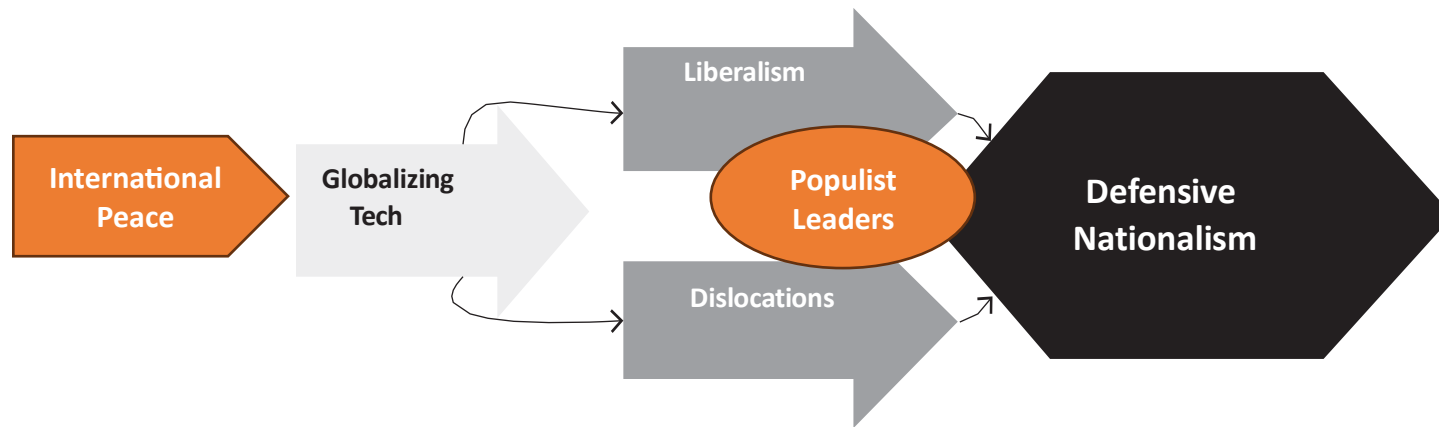 International
Peace
Globalizing
Tech
Liberalism
Populist
Leaders
Dislocations
Defensive
Nationalism